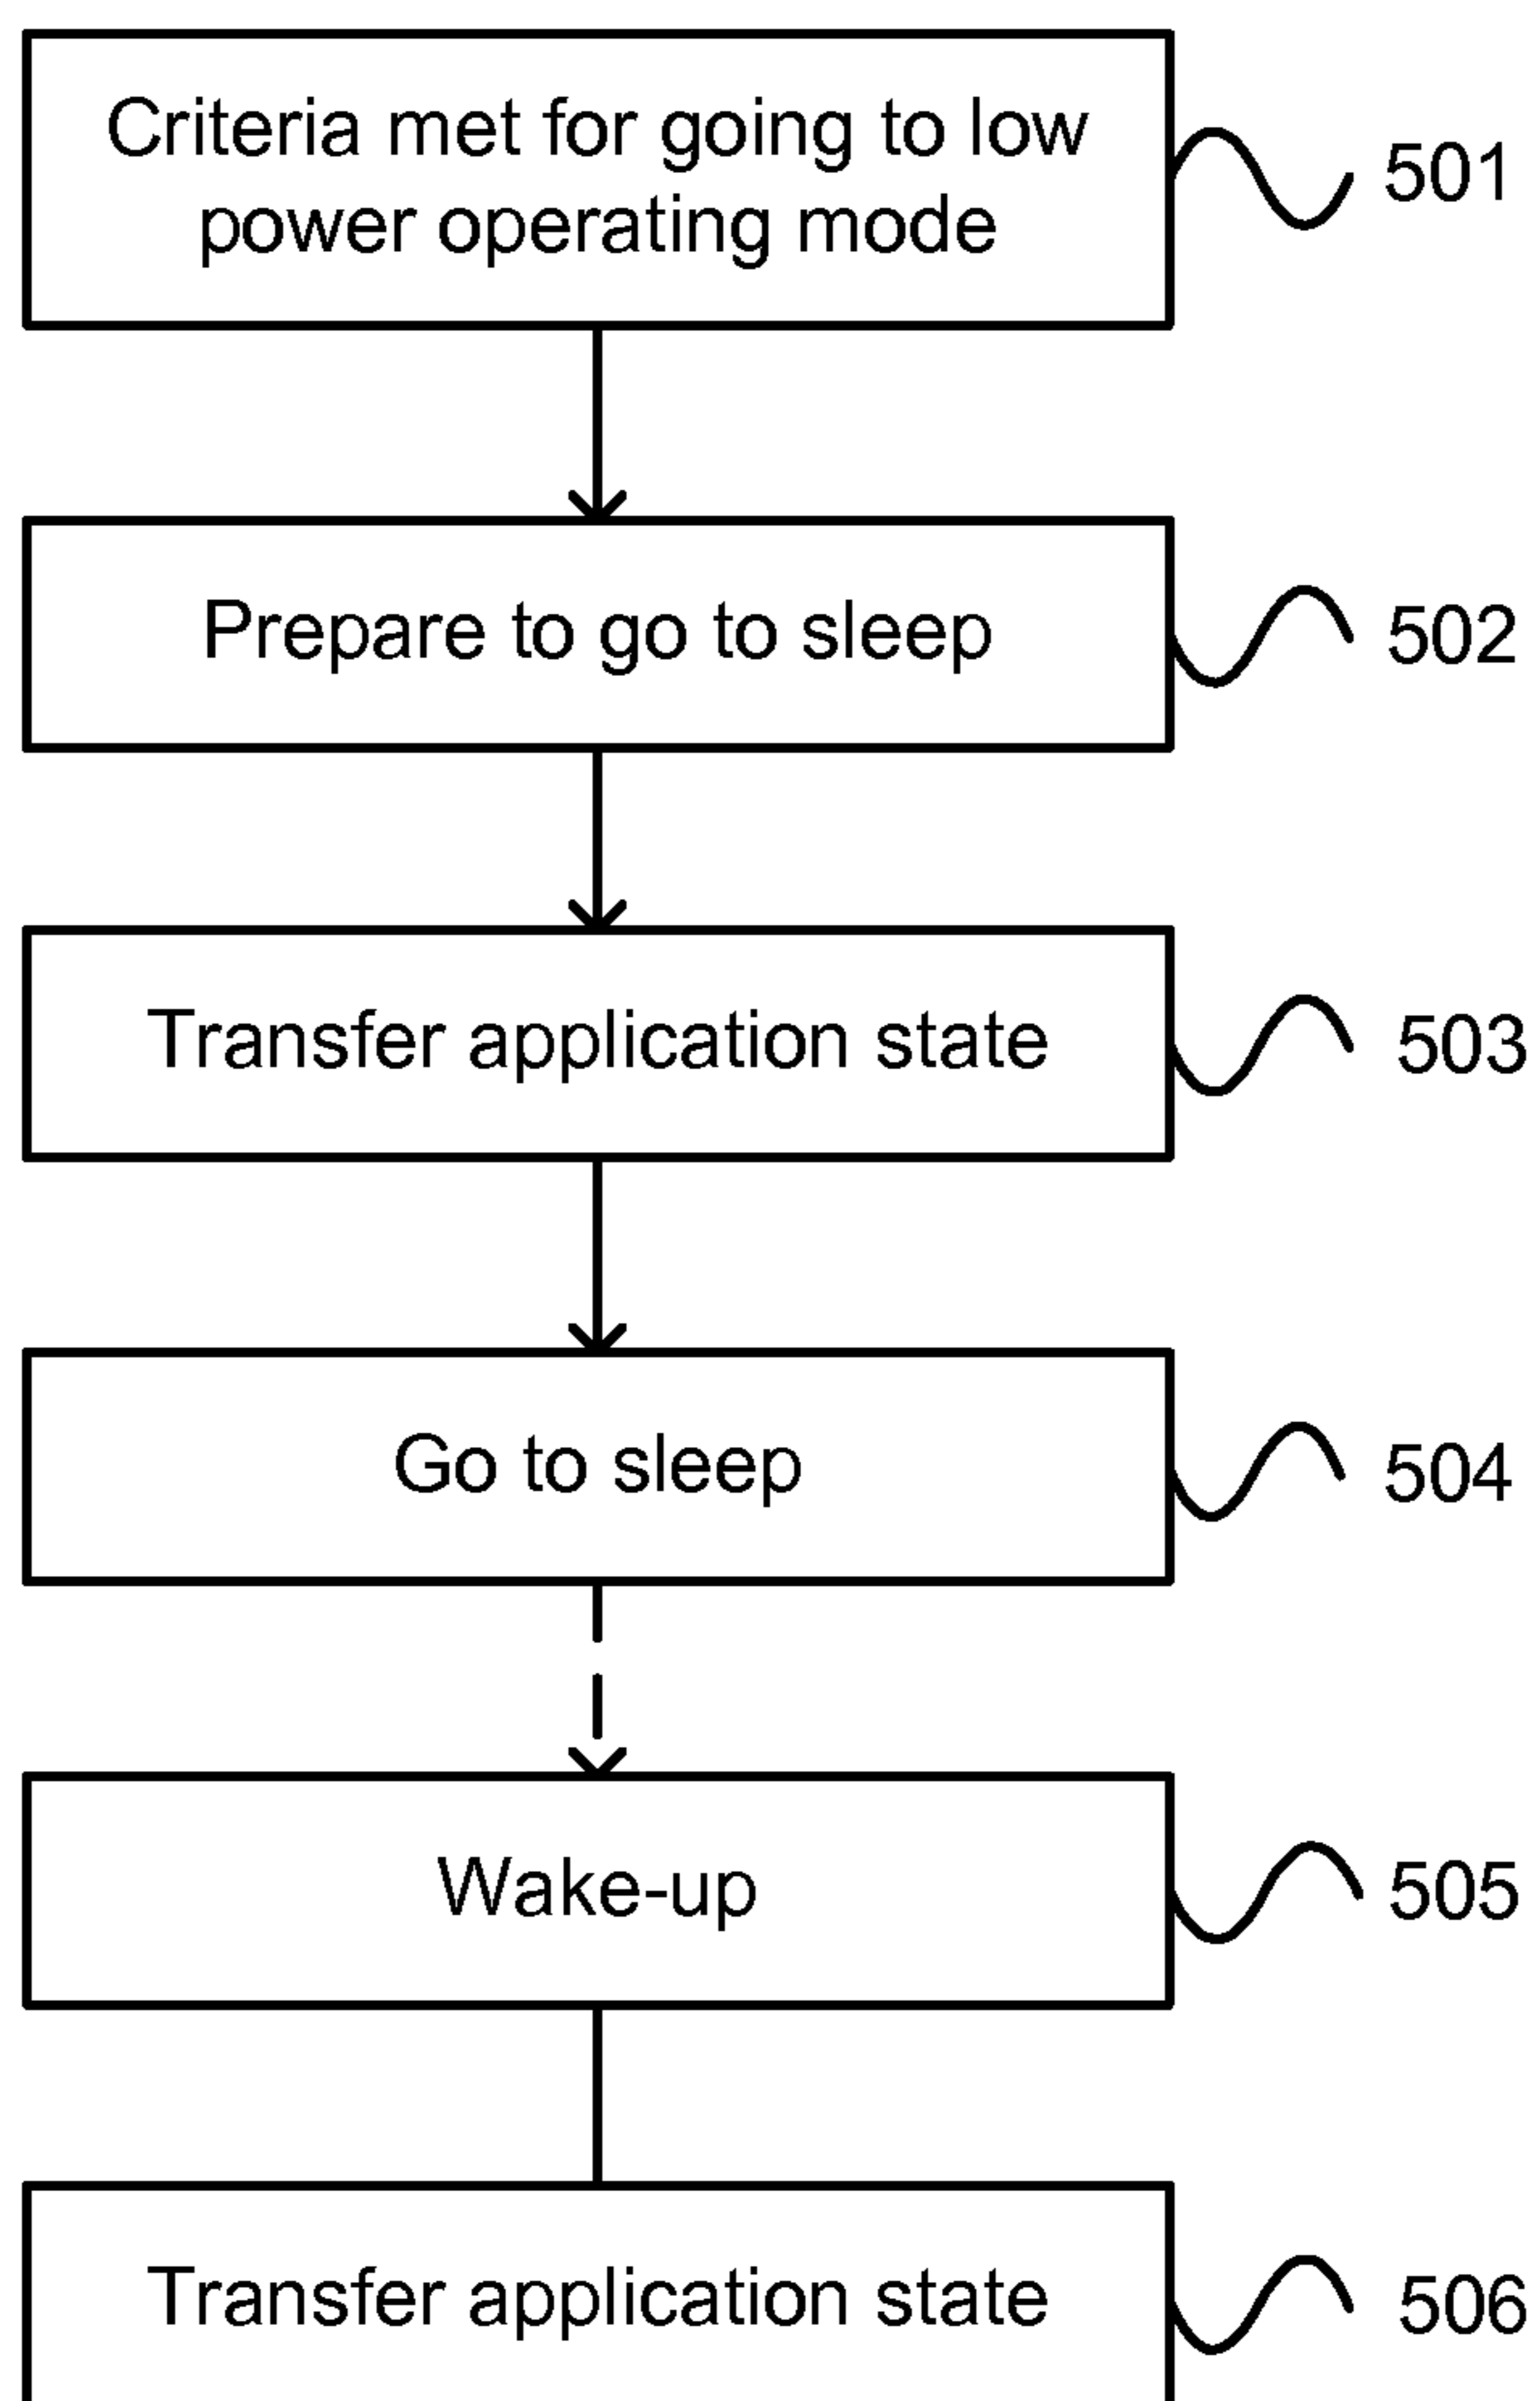 Criteria met for going to low
power operating mode
501
Prepare to go to sleep
502
Transfer application state
503
Go to sleep
504
Wake-up
505
Transfer application state
506